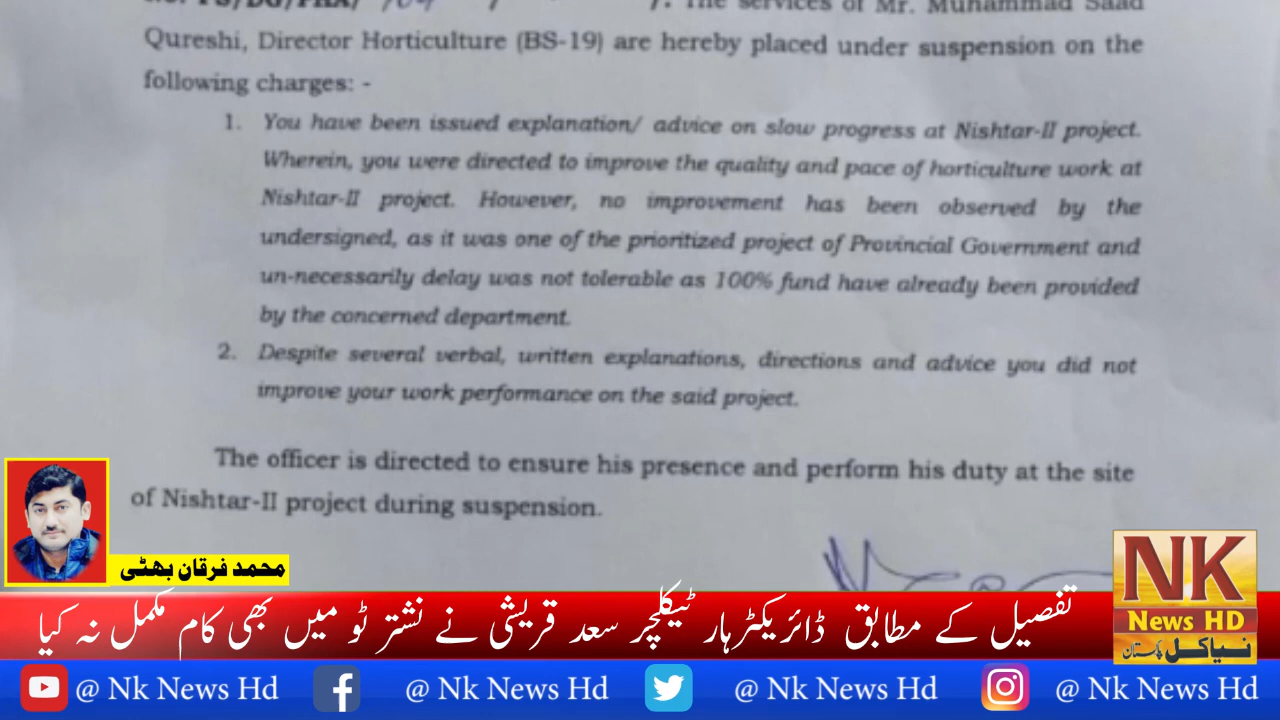 The services of Mr. Muhammad Saad
Qureshi, Director Horticulture (BS-19) are hereby placed under suspension on the
following charges: -
1. You have been issued explanation/ advice on slow progress at Nishtar-II project.
Wherein, you were directed to improve the quality and pace of horticulture work at
Nishtar-II project. However, no improvement has been observed by the
undersigned, as it was one of the prioritized project of Provincial Government and
un-necessarily delay was not tolerable as 100% fund have already been provided
by the concerned department.
2. Despite several verbal, written explanations, directions and advice you did not
improve your work performance on the said project.
The officer is directed to ensure his presence and perform his duty at the site
of Nishtar-II project during suspension.
محمد فرقان بھٹی
تفصیل کے مطابق ڈائریکٹرہار ٹیکلچر سعد قریشی نے نشتر ٹو میں بھی کام مکمل نہ کیا
NK
News HD
نیا کل پاکستان
@ Nk News Hd @ Nk News Hd @ Nk News Hd @ Nk News Hd